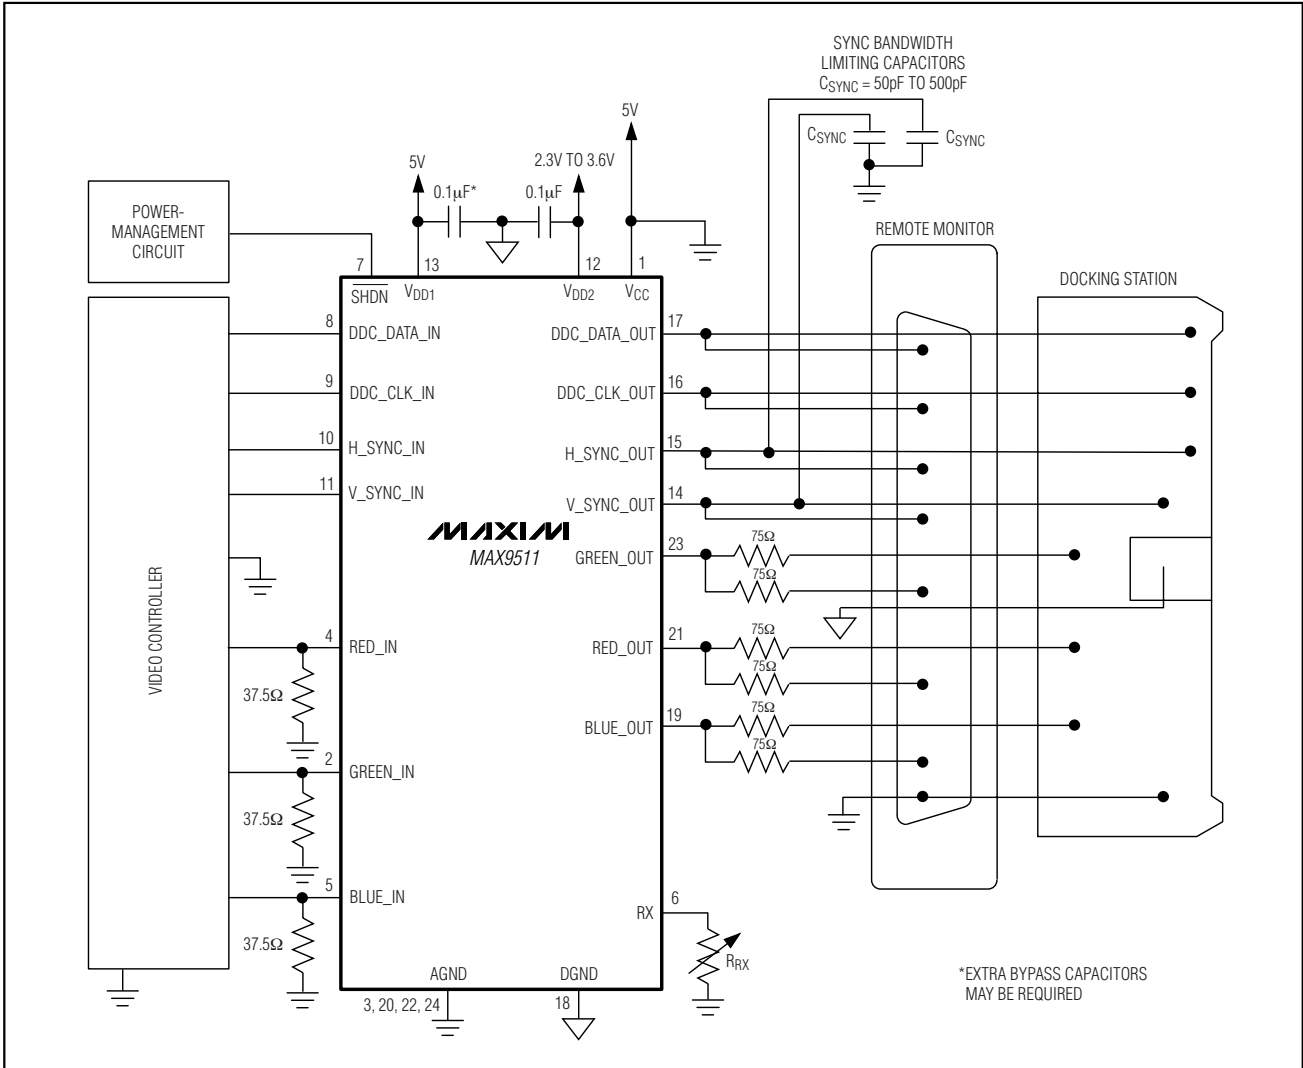 SYNC BANDWIDTH
LIMITING CAPACITORS
CSYNC = 50pF TO 500pF
5V
CSYNC
CSYNC
5V
2.3V TO 3.6V
0.1µF*
0.1µF
POWER-
MANAGEMENT
CIRCUIT
REMOTE MONITOR
DOCKING STATION
7
13
12
1
SHDN
VDD1
VDD2
VCC
8
DDC_DATA_IN
DDC_DATA_OUT
17
9
DDC_CLK_IN
DDC_CLK_OUT
16
10
H_SYNC_IN
H_SYNC_OUT
15
11
V_SYNC_IN
V_SYNC_OUT
14
MAXIM
MAX9511
GREEN_OUT
23
75Ω
75Ω
VIDEO CONTROLLER
4
RED_IN
RED_OUT
21
75Ω
75Ω
37.5Ω
BLUE_OUT
19
75Ω
75Ω
2
GREEN_IN
37.5Ω
5
BLUE_IN
37.5Ω
RX
6
RRX
AGND
DGND
3, 20, 22, 24
18
*EXTRA BYPASS CAPACITORS
MAY BE REQUIRED